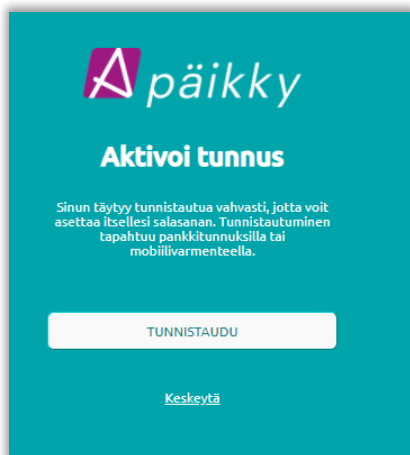 A päikky
Aktivoi tunnus
Sinun täytyy tunnistautua vahvasti, jotta voit
asettaa itsellesi salasanan. Tunnistautuminen
tapahtuu pankkitunnuksilla tai
mobiilivarmenteella.
TUNNISTAUDU
Keskeytä